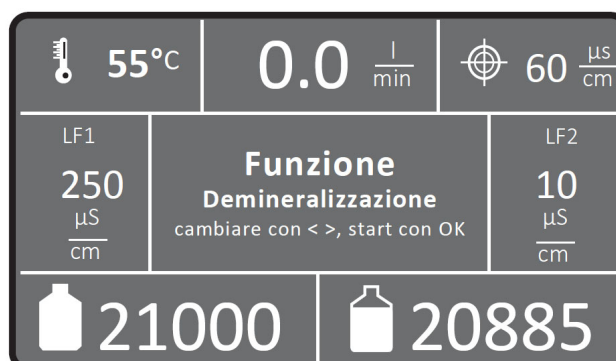 55°C
0.0 l/min
60 µs/cm
LF1
250
µS
cm
Funzione
Demineralizzazione
cambiare con < >, start con OK
LF2
10
µS
cm
21000
20885